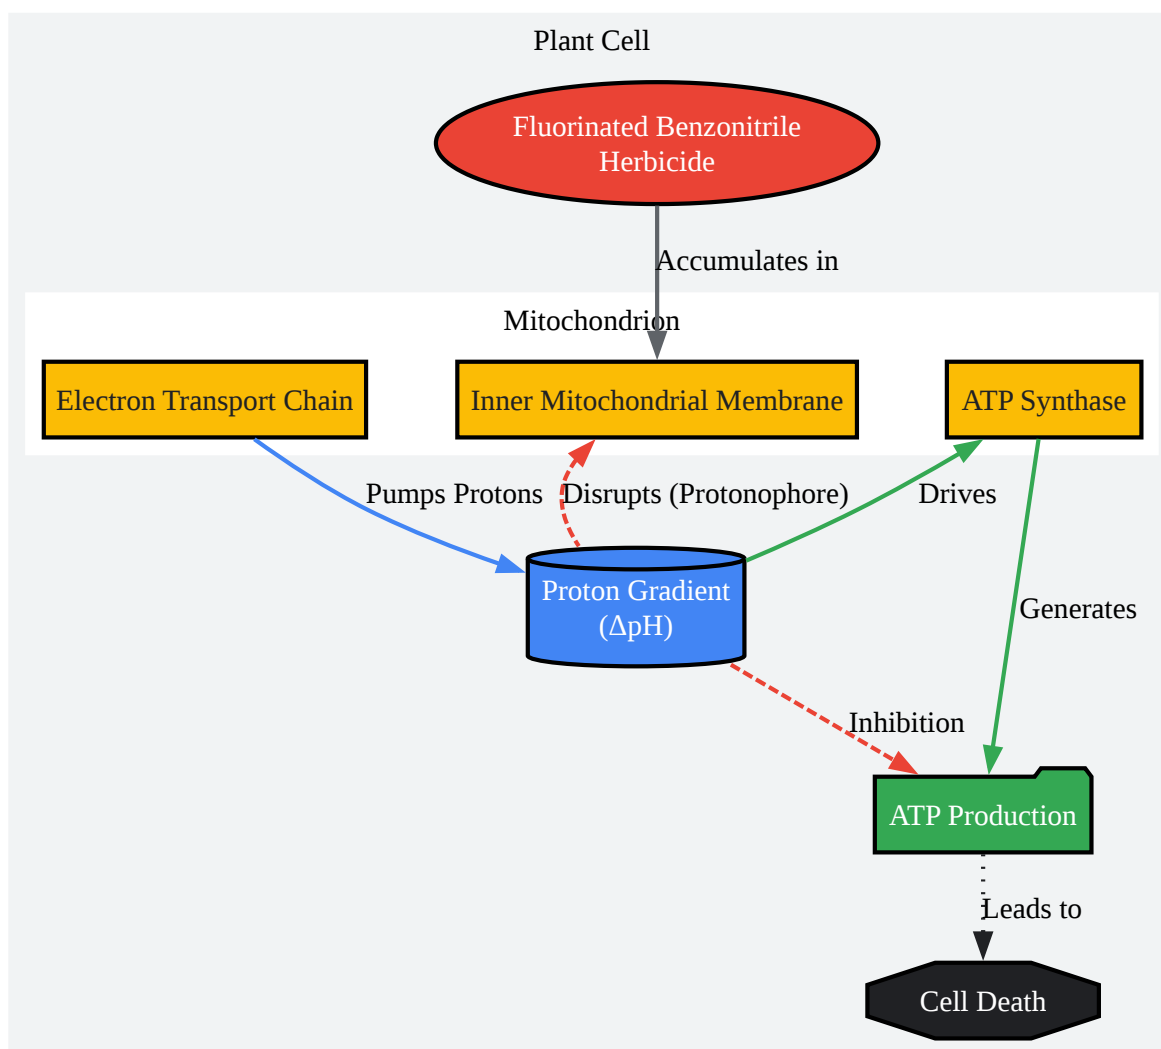 Plant Cell
Fluorinated Benzonitrile
Herbicide
Accumulates in
Mitochondrion
Electron Transport Chain
Inner Mitochondrial Membrane
ATP Synthase
Pumps Protons
Disrupts (Protonophore)
Drives
Proton Gradient
(ΔpH)
Generates
Inhibition
ATP Production
Leads to
Cell Death